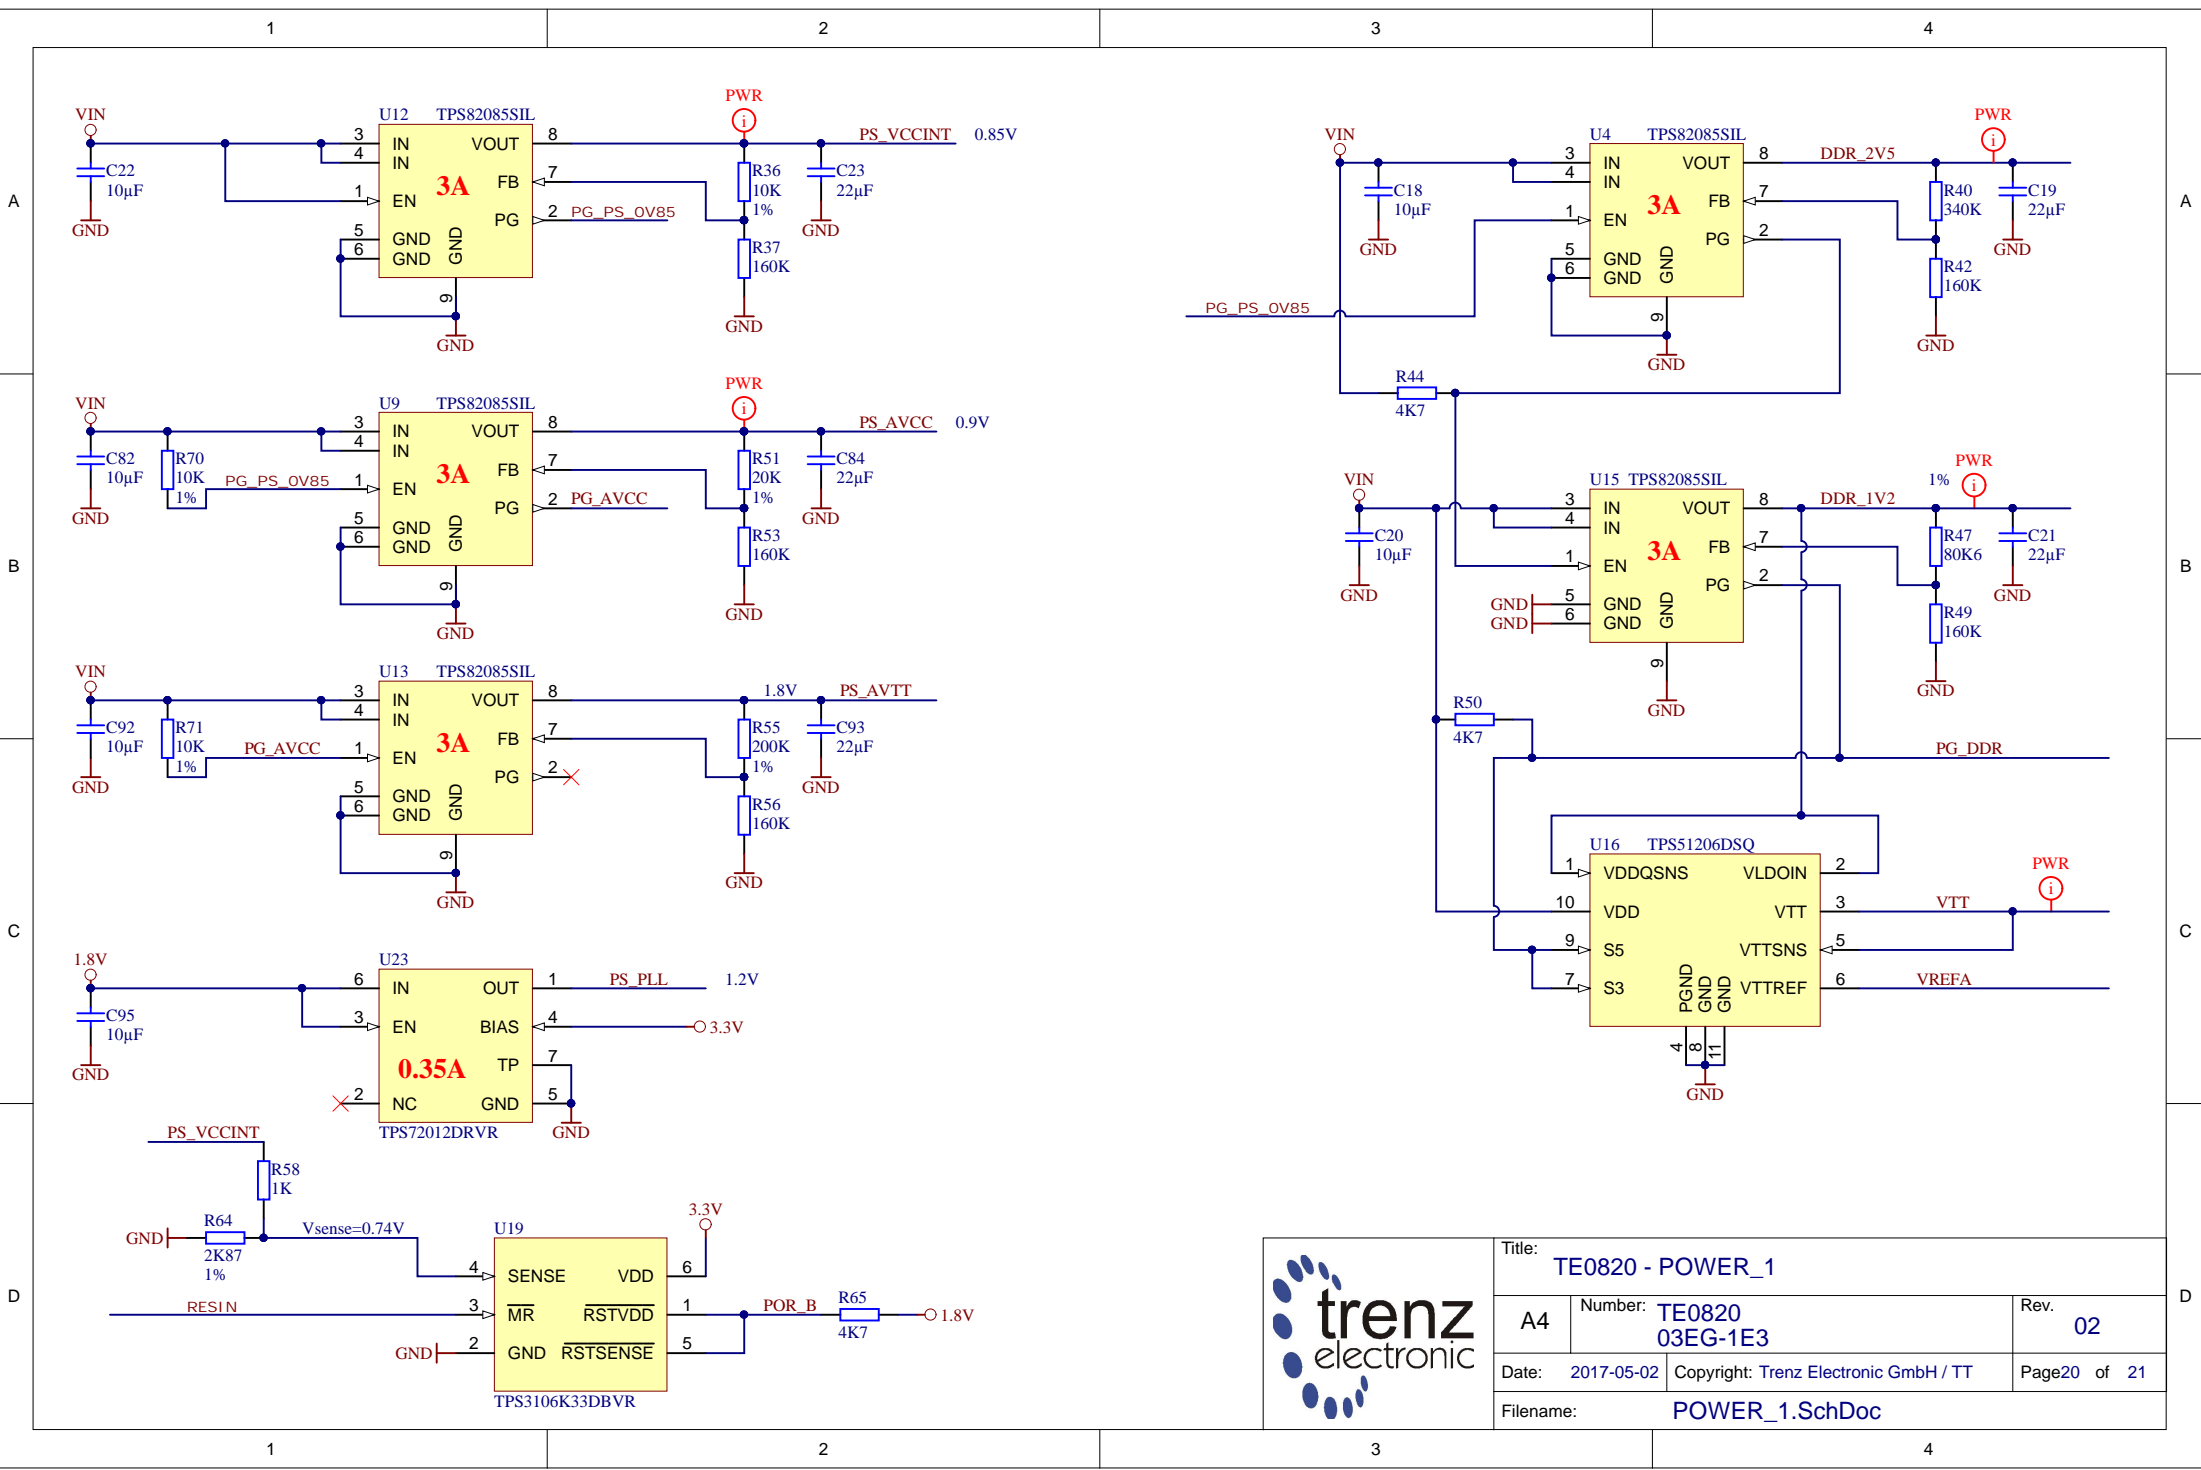 1 2 3 4
A
B
C
D
VIN
C22
10µF
GND
U12 TPS82085SIL
3 IN VOUT 8
4 IN
3A
FB 7
1 EN
PG 2 PG_PS_0V85
5 GND
6 GND
GND
9
GND
PWR
i
PS_VCCINT 0.85V
R36
10K
1%
C23
22µF
GND
R37
160K
GND
VIN
C82
10µF
GND
R70
10K
1%
PG_PS_0V85
U9 TPS82085SIL
3 IN VOUT 8
4 IN
3A
FB 7
1 EN
PG 2 PG_AVCC
5 GND
6 GND
GND
9
GND
PWR
i
PS_AVCC 0.9V
R51
20K
1%
C84
22µF
GND
R53
160K
GND
VIN
C92
10µF
GND
R71
10K
1%
PG_AVCC
U13 TPS82085SIL
3 IN VOUT 8
4 IN
3A
FB 7
1 EN
PG 2
5 GND
6 GND
GND
9
GND
1.8V PS_AVTT
R55
200K
1%
C93
22µF
GND
R56
160K
GND
1.8V
C95
10µF
GND
U23
6 IN OUT 1 PS_PLL 1.2V
3 EN BIAS 4 3.3V
0.35A
TP 7
2 NC GND 5
TPS72012DRVR
GND
PS_VCCINT
R58
1K
GND
R64
2K87
1%
Vsense=0.74V
U19
3.3V
4 SENSE VDD 6
RESIN 3 MR RSTVDD 1 POR_B
R65
4K7
1.8V
GND 2 GND RSTSENSE 5
TPS3106K33DBVR
VIN
C18
10µF
GND
PG_PS_0V85
U4 TPS82085SIL
3 IN VOUT 8 DDR_2V5
4 IN
3A
FB 7
1 EN
PG 2
5 GND
6 GND
GND
9
GND
PWR
i
R40
340K
C19
22µF
GND
R42
160K
GND
R44
4K7
VIN
C20
10µF
GND
U15 TPS82085SIL
3 IN VOUT 8 DDR_1V2
4 IN
3A
FB 7
1 EN
PG 2
GND 5 GND
GND 6 GND
GND
9
GND
1%
PWR
i
R47
80K6
C21
22µF
GND
R49
160K
GND
R50
4K7
PG_DDR
U16 TPS51206DSQ
1 VDDQSNS VLDOIN 2
10 VDD VTT 3 VTT
PWR
i
9 S5 VTTSNS 5
7 S3 VTTREF 6 VREFA
PGND
GND
GND
4
8
11
GND
trenz
electronic
Title:
TE0820 - POWER_1
A4
Number: TE0820
03EG-1E3
Rev.
02
Date: 2017-05-02 Copyright: Trenz Electronic GmbH / TT Page20 of 21
Filename: POWER_1.SchDoc
A
B
C
D
1 2 3 4